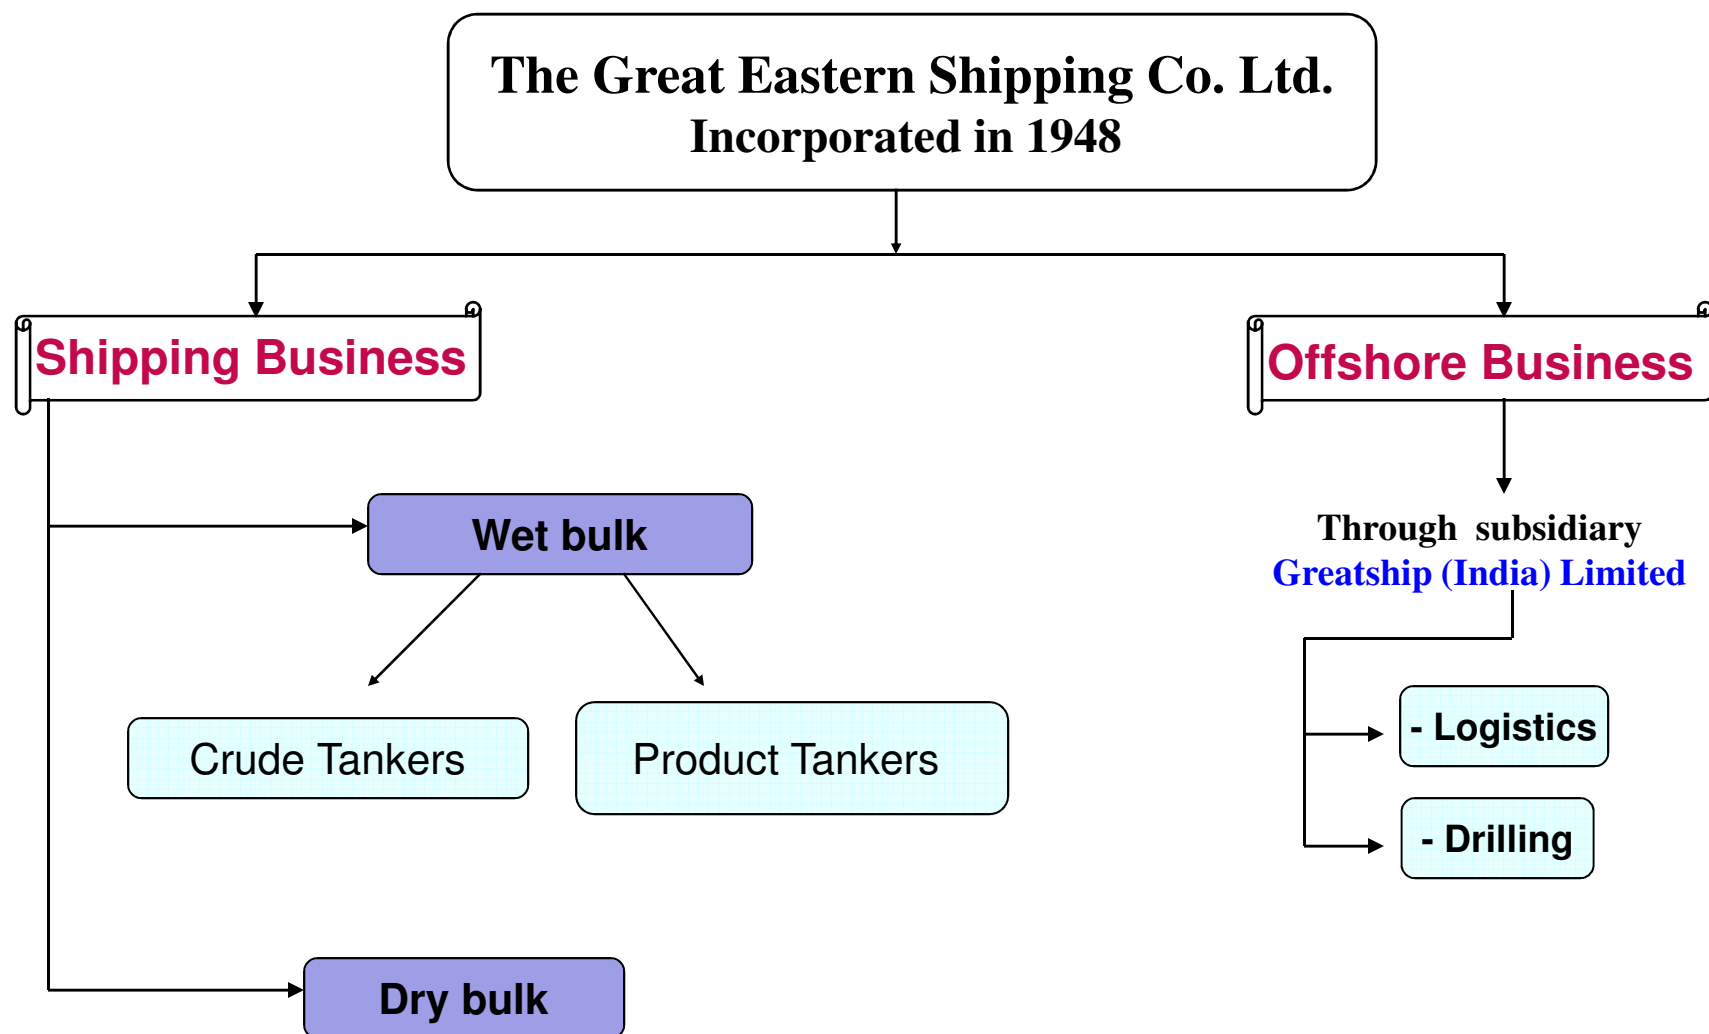 The Great Eastern Shipping Co. Ltd.
Incorporated in 1948
Shipping Business
Offshore Business
Wet bulk
Through subsidiary
Greatship (India) Limited
Crude Tankers
Product Tankers
- Logistics
- Drilling
Dry bulk